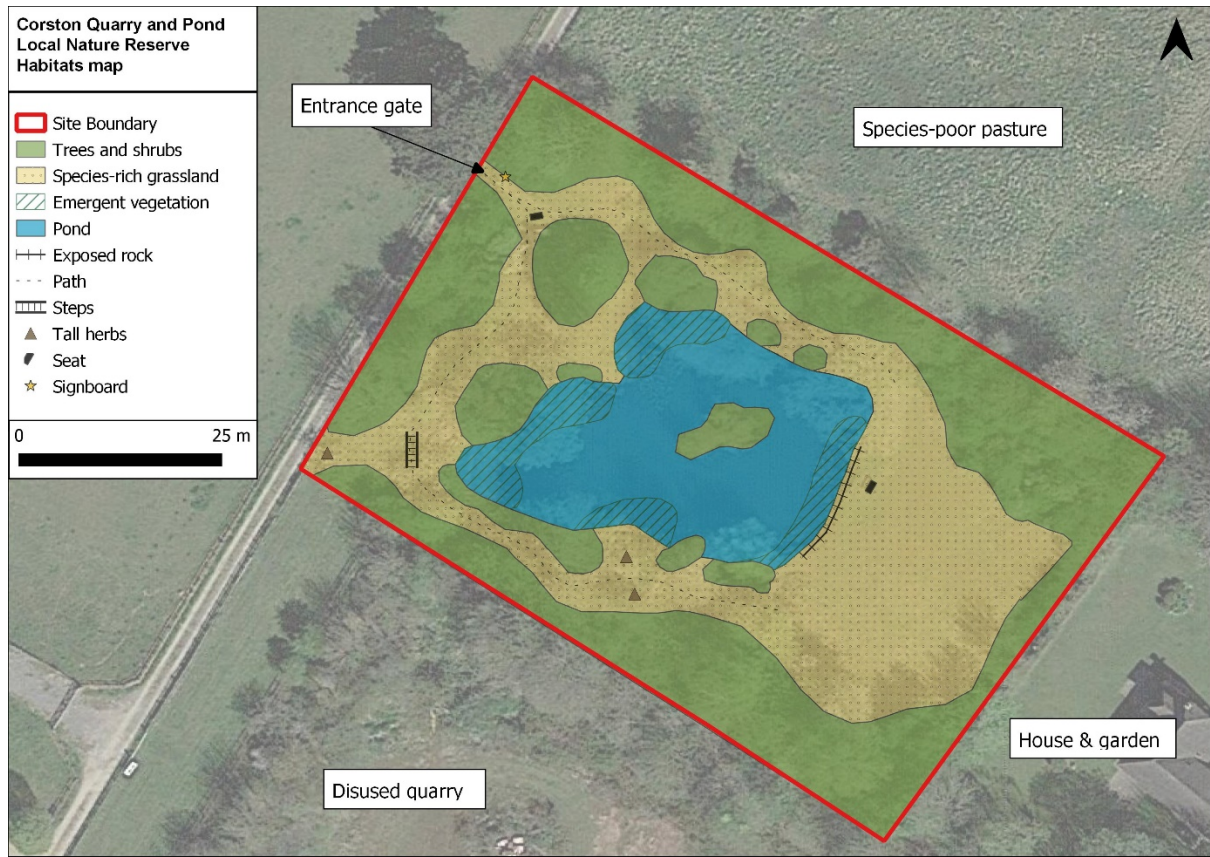 Corston Quarry and Pond
Local Nature Reserve
Habitats map
Site Boundary
Trees and shrubs
Species-rich grassland
Emergent vegetation
Pond
Exposed rock
Path
Steps
Tall herbs
Seat
Signboard
0 25 m
Entrance gate
Species-poor pasture
House & garden
Disused quarry